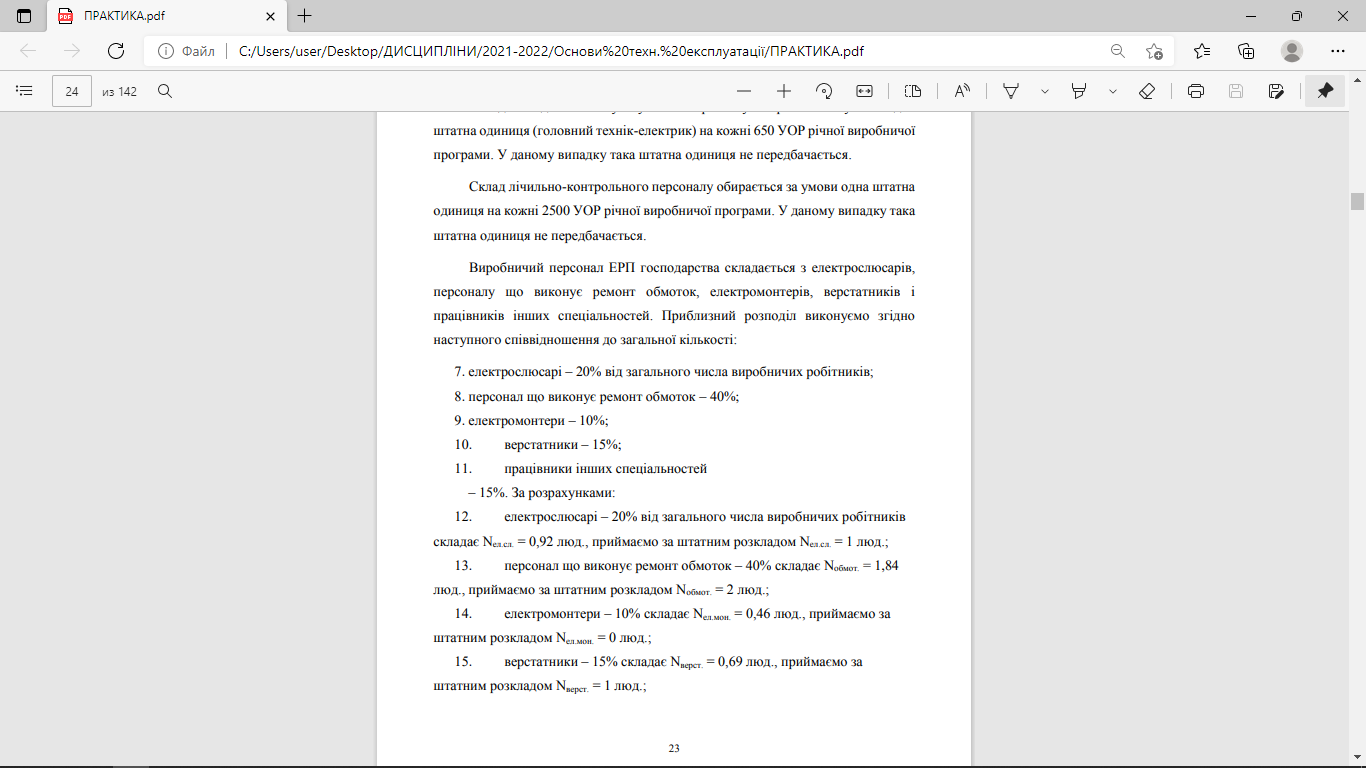 ПРАКТИКА.pdf
Файл
C:/Users/user/Desktop/ДИСЦИПЛІНИ/2021-2022/Основи%20техн.%20експлуатації/ПРАКТИКА.pdf
24 из 142
штатна одиниця (головний технік-електрик) на кожні 650 УОР річної виробничої
програми. У даному випадку така штатна одиниця не передбачається.
Склад лічильно-контрольного персоналу обирається за умови одна штатна
одиниця на кожні 2500 УОР річної виробничої програми. У даному випадку така
штатна одиниця не передбачається.
Виробничий персонал ЕРП господарства складається з електрослюсарів,
персоналу що виконує ремонт обмоток, електромонтерів, верстатників і
працівників інших спеціальностей. Приблизний розподіл виконуємо згідно
наступного співвідношення до загальної кількості:
7. електрослюсарі – 20% від загального числа виробничих робітників;
8. персонал що виконує ремонт обмоток – 40%;
9. електромонтери – 10%;
10. верстатники – 15%;
11. працівники інших спеціальностей
– 15%. За розрахунками:
12. електрослюсарі – 20% від загального числа виробничих робітників
складає Nел.сл. = 0,92 люд., приймаємо за штатним розкладом Nел.сл. = 1 люд.;
13. персонал що виконує ремонт обмоток – 40% складає Nобмот. = 1,84
люд., приймаємо за штатним розкладом Nобмот. = 2 люд.;
14. електромонтери – 10% складає Nел.мон. = 0,46 люд., приймаємо за
штатним розкладом Nел.мон. = 0 люд.;
15. верстатники – 15% складає Nверст. = 0,69 люд., приймаємо за
штатним розкладом Nверст. = 1 люд.;
23